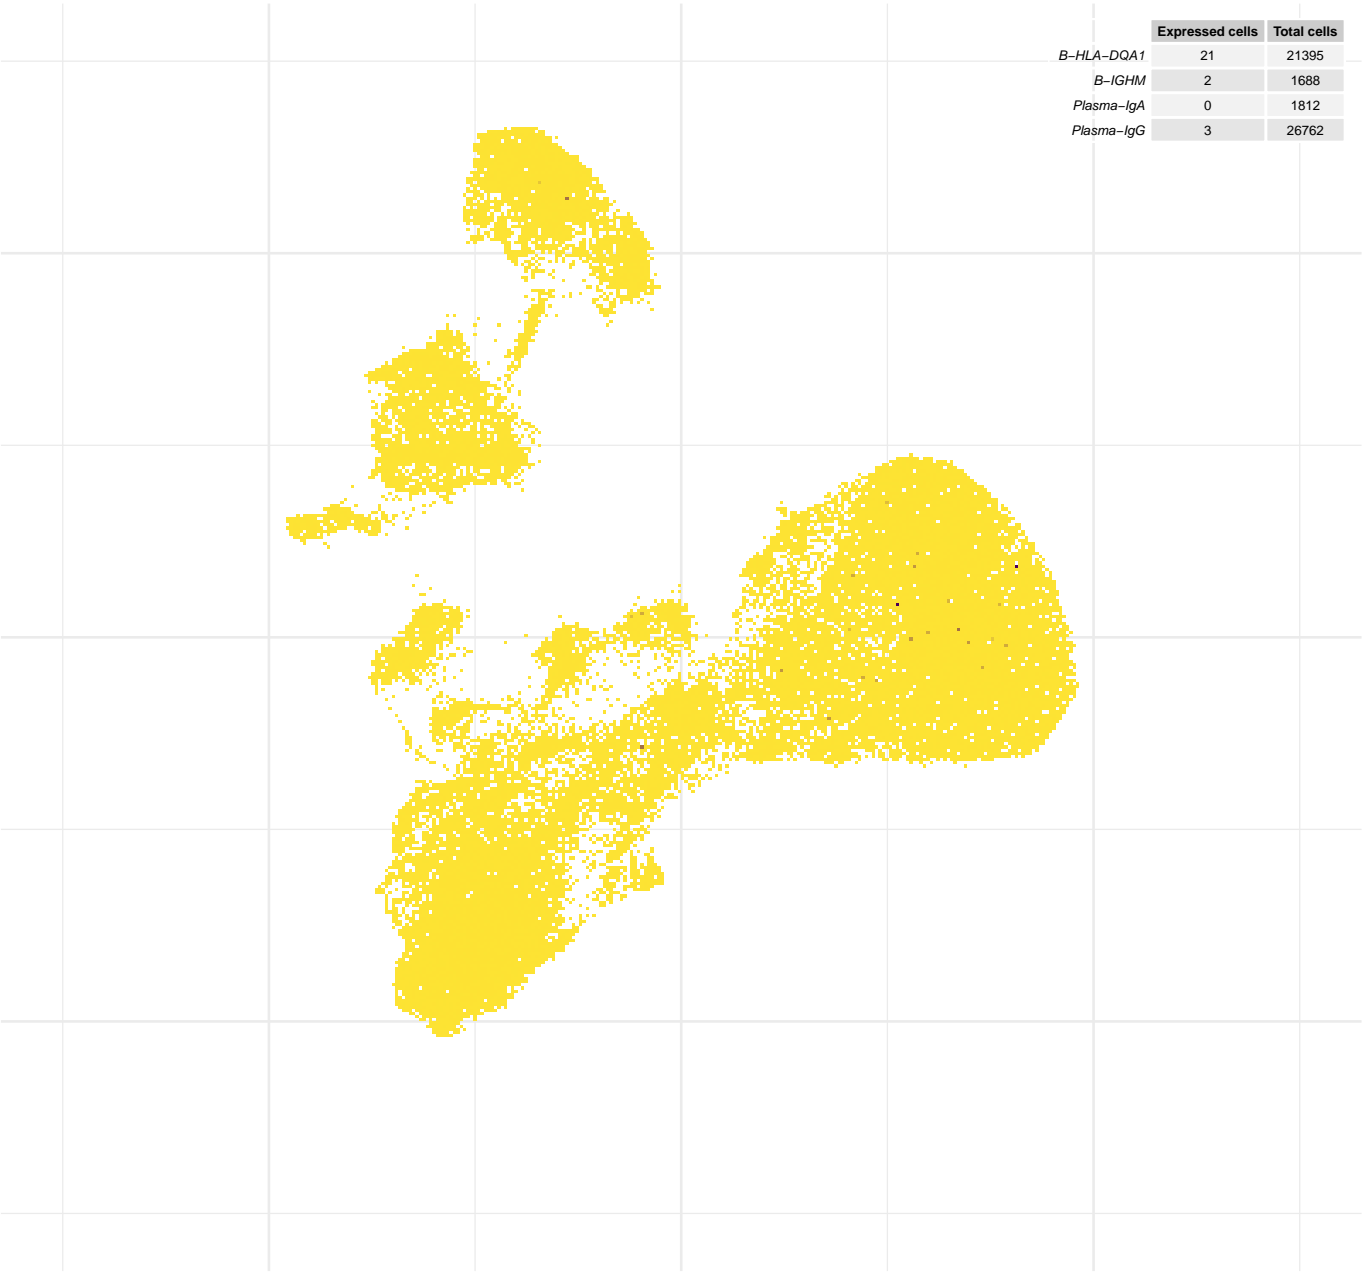 Expressed cells Total cells
B−HLA−DQA1 21 21395
B−IGHM 2 1688
Plasma−IgA 0 1812
Plasma−IgG 3 26762